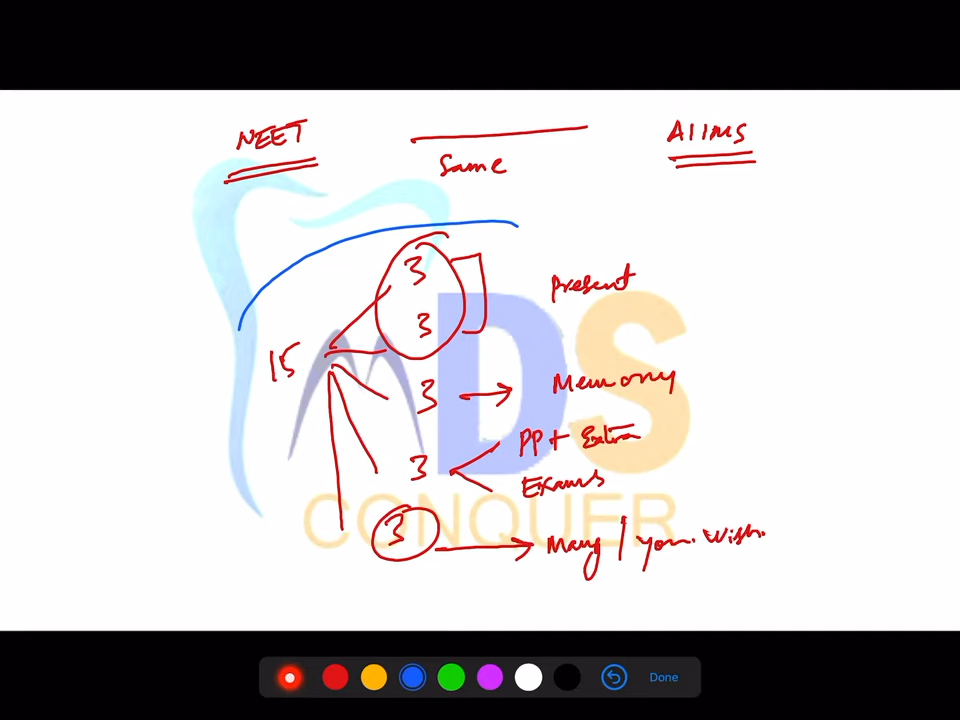 NEET AIIMS
Same
3
3 Present
15
3 → Memory
3 PP + Extra
Exams
3 → Many / your wish.
MDS
CONQUER
Done